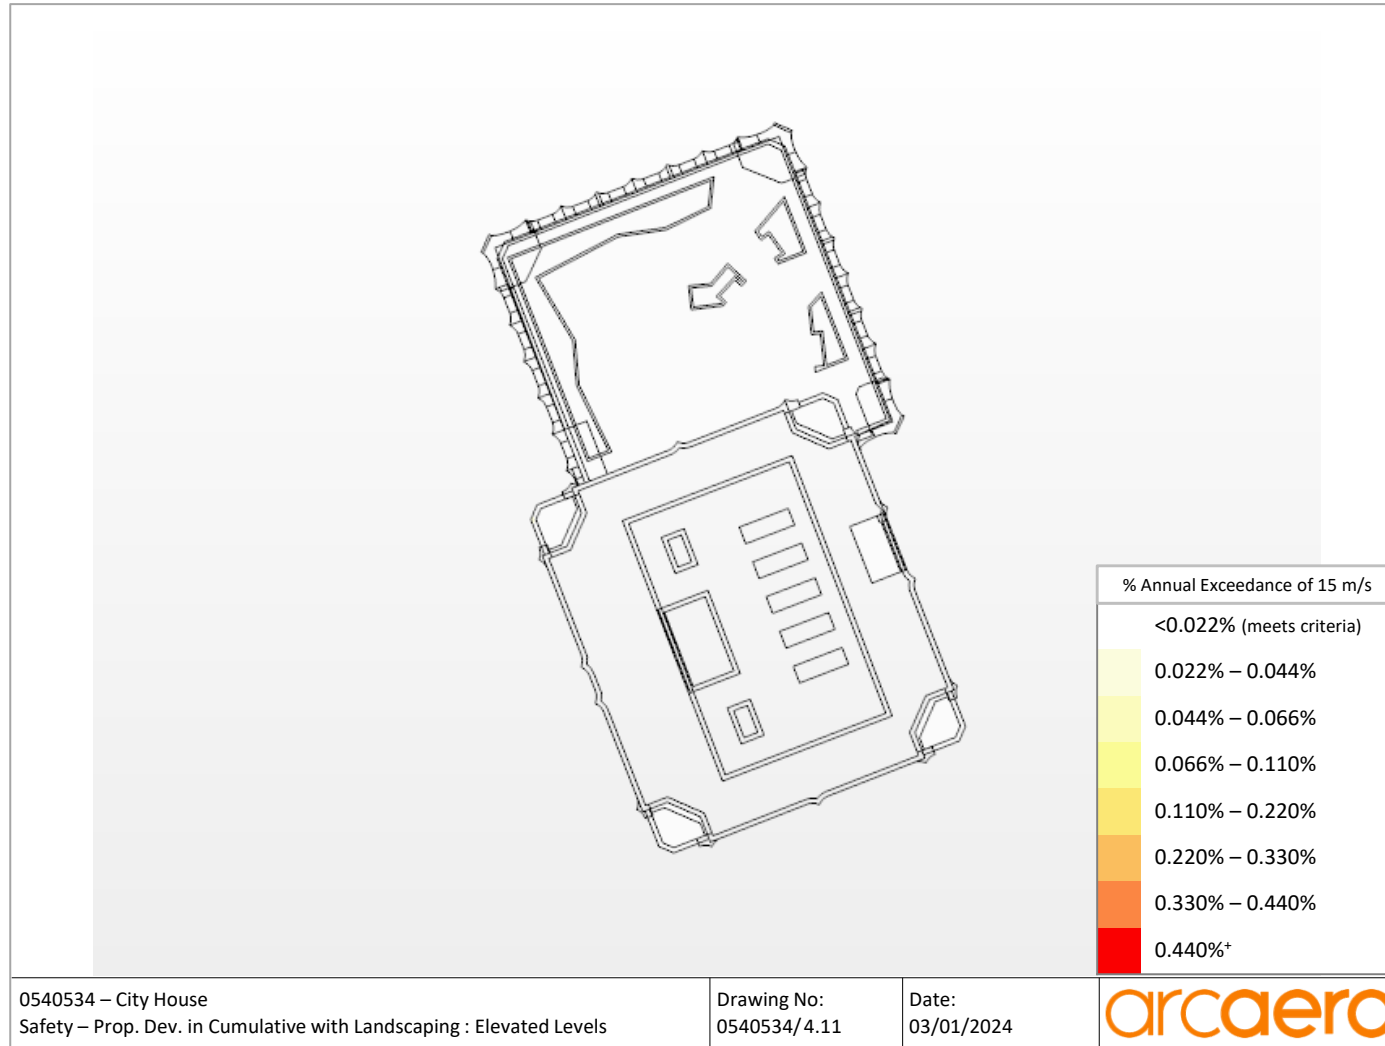 % Annual Exceedance of 15 m/s
<0.022% (meets criteria)
0.022% – 0.044%
0.044% – 0.066%
0.066% – 0.110%
0.110% – 0.220%
0.220% – 0.330%
0.330% – 0.440%
0.440%⁺
0540534 – City House
Safety – Prop. Dev. in Cumulative with Landscaping : Elevated Levels
Drawing No:
0540534/4.11
Date:
03/01/2024
arcaero